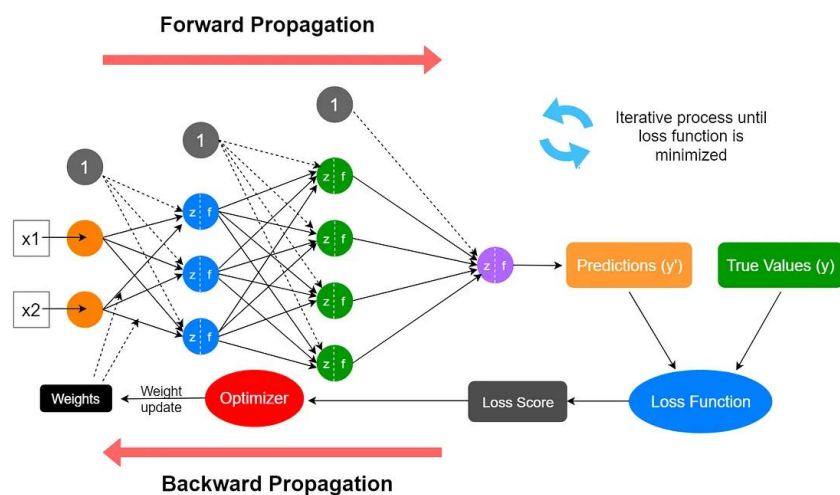 Forward Propagation
1
1
1
Iterative process until
loss function is
minimized
z f
z f
z f
z f
z f
z f
z f
z f
x1
x2
Predictions (y')
True Values (y)
Weights
Weight
update
Optimizer
Loss Score
Loss Function
Backward Propagation